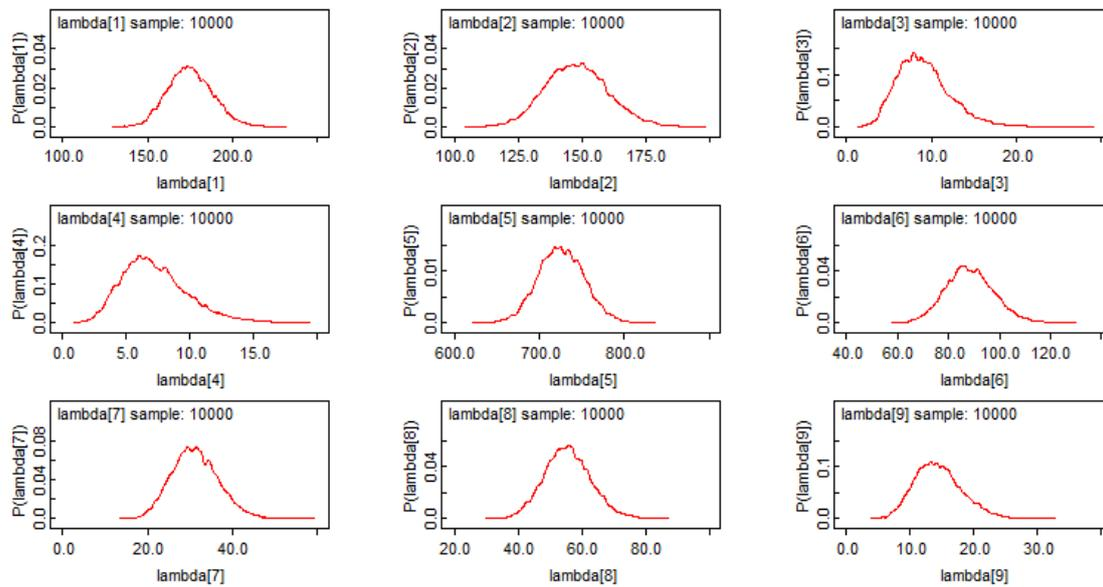 lambda[1] sample: 10000
P(lambda[1])
0.0 0.02 0.04
100.0 150.0 200.0
lambda[1]
lambda[2] sample: 10000
P(lambda[2])
0.0 0.02 0.04
100.0 125.0 150.0 175.0
lambda[2]
lambda[3] sample: 10000
P(lambda[3])
0.0 0.1
0.0 10.0 20.0
lambda[3]
lambda[4] sample: 10000
P(lambda[4])
0.0 0.1 0.2
0.0 5.0 10.0 15.0
lambda[4]
lambda[5] sample: 10000
P(lambda[5])
0.0 0.01
600.0 700.0 800.0
lambda[5]
lambda[6] sample: 10000
P(lambda[6])
0.0 0.04
40.0 60.0 80.0 100.0 120.0
lambda[6]
lambda[7] sample: 10000
P(lambda[7])
0.0 0.04 0.08
0.0 20.0 40.0
lambda[7]
lambda[8] sample: 10000
P(lambda[8])
0.0 0.04
20.0 40.0 60.0 80.0
lambda[8]
lambda[9] sample: 10000
P(lambda[9])
0.0 0.1
0.0 10.0 20.0 30.0
lambda[9]